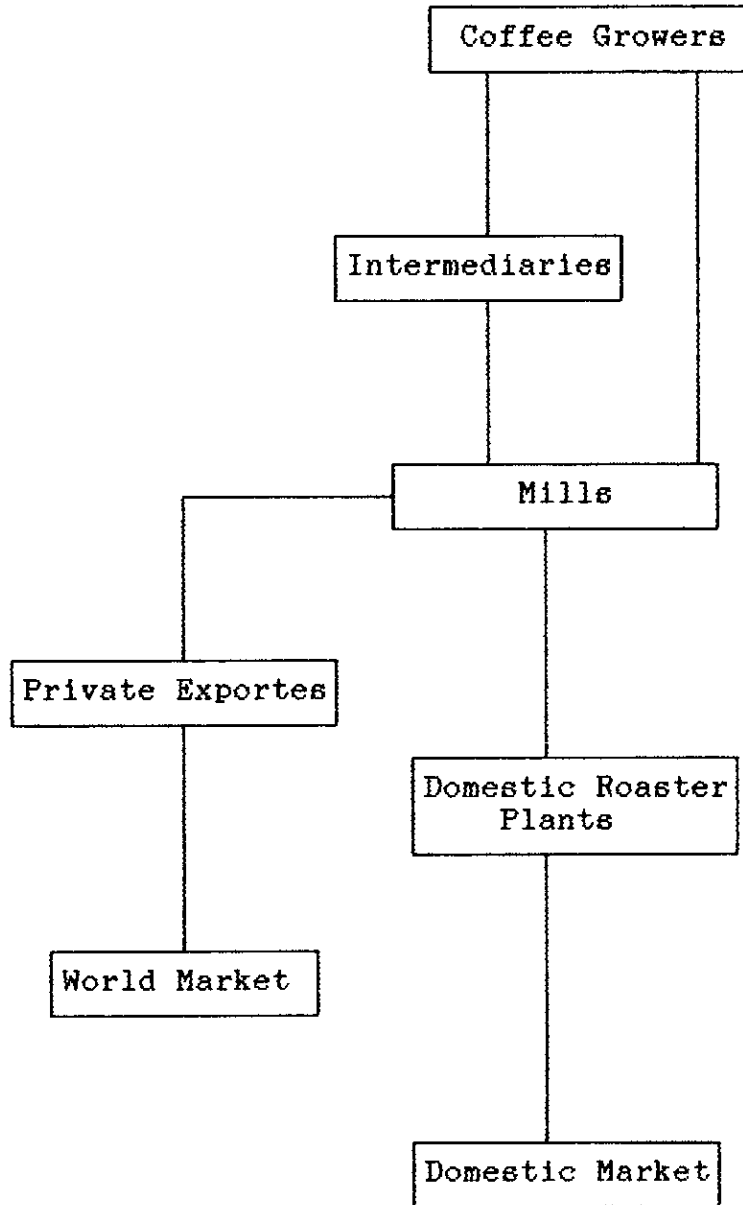 Coffee Growers
Intermediaries
Mills
Private Exportes
Domestic Roaster
Plants
World Market
Domestic Market